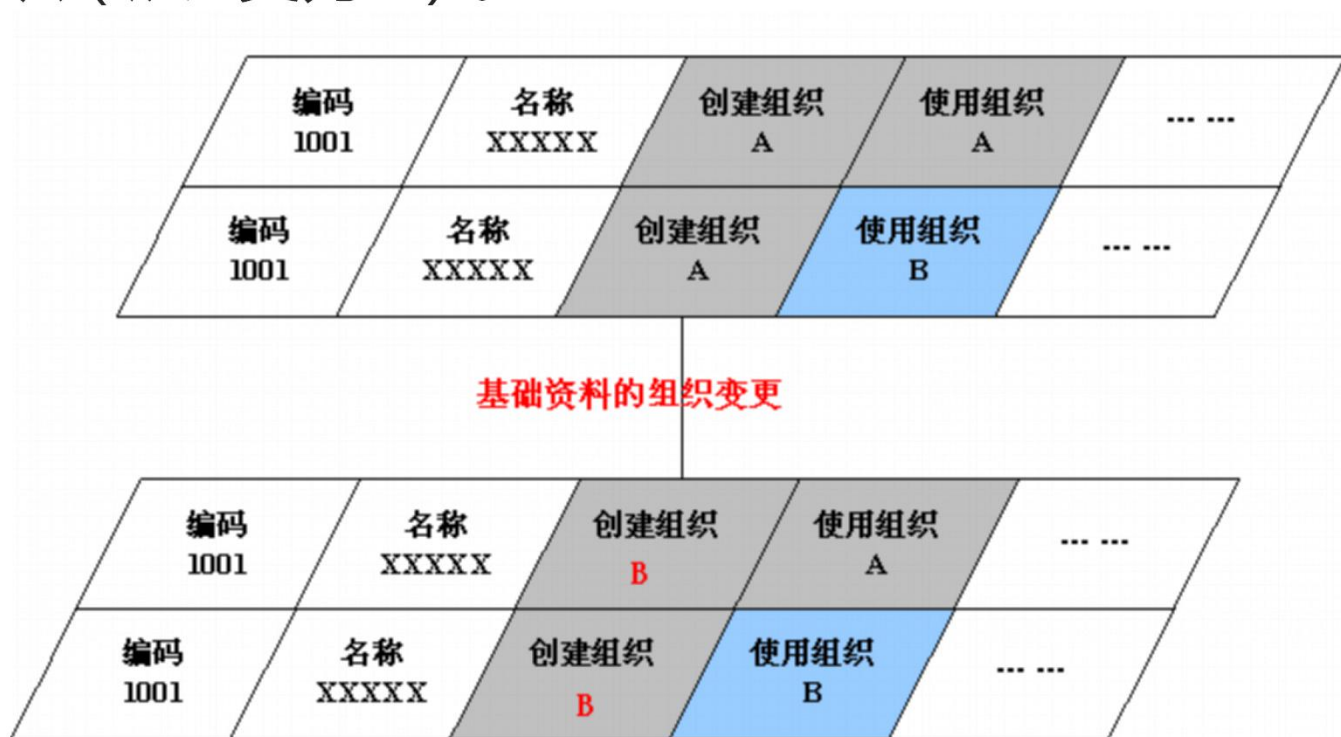 编码 名称 创建组织 使用组织 ... ...
1001 XXXXX A A
编码 名称 创建组织 使用组织 ... ...
1001 XXXXX A B
基础资料的组织变更
编码 名称 创建组织 使用组织 ... ...
1001 XXXXX B A
编码 名称 创建组织 使用组织 ... ...
1001 XXXXX B B